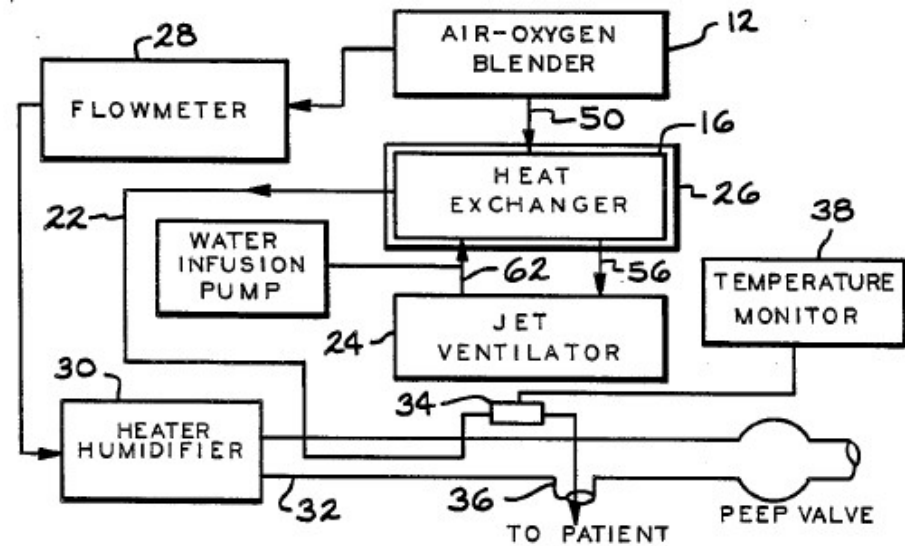 28
AIR-OXYGEN
BLENDER
12
FLOWMETER
50
16
HEAT
EXCHANGER
26
22
WATER
INFUSION
PUMP
62
56
38
TEMPERATURE
MONITOR
24
JET
VENTILATOR
30
34
HEATER
HUMIDIFIER
32
36
TO PATIENT
PEEP VALVE